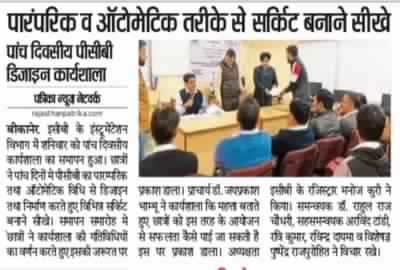 पारंपरिक व ऑटोमेटिक तरीके से सर्किट बनाने सीखे
पांच दिवसीय पीसीबी
डिजाइन कार्यशाला
पत्रिका न्यूज नेटवर्क
rajasthanpatrika.com
बीकानेर. इसीबी के इंस्ट्रूमेंटेशन
विभाग में शनिवार को पांच दिवसीय
कार्यशाला का समापन हुआ। छात्रों
ने पांच दिनों मे पीसीबी का पारम्परिक
तथा ऑटोमेटिक विधि से डिजाइन
तथा निर्माण करते हुए विभिन्न सर्किट
बनाने सीखे। समापन समारोह मे
छात्रों ने कार्यशाला की गतिविधियों
का वर्णन करते हुए इसकी जरूरत पर
प्रकाश डाला। प्राचार्य डॉ. जयप्रकाश
भाम्भू ने कार्यशाला कि महत्ता बताते
हुए छात्रों को इस तरह के आयोजन
से सफलता कैसे पाई जा सकती है
इस पर प्रकाश डाला। अध्यक्षता
इसीबी के रजिस्ट्रार मनोज कुरी ने
किया। समन्वयक डॉ. राहुल राज
चौधरी, सहसमन्वयक अरविंद टांडी,
रवि कुमार, रविन्द्र दायमा व विशेषज्ञ
पुष्पेंद्र राजपुरोहित ने विचार रखे।